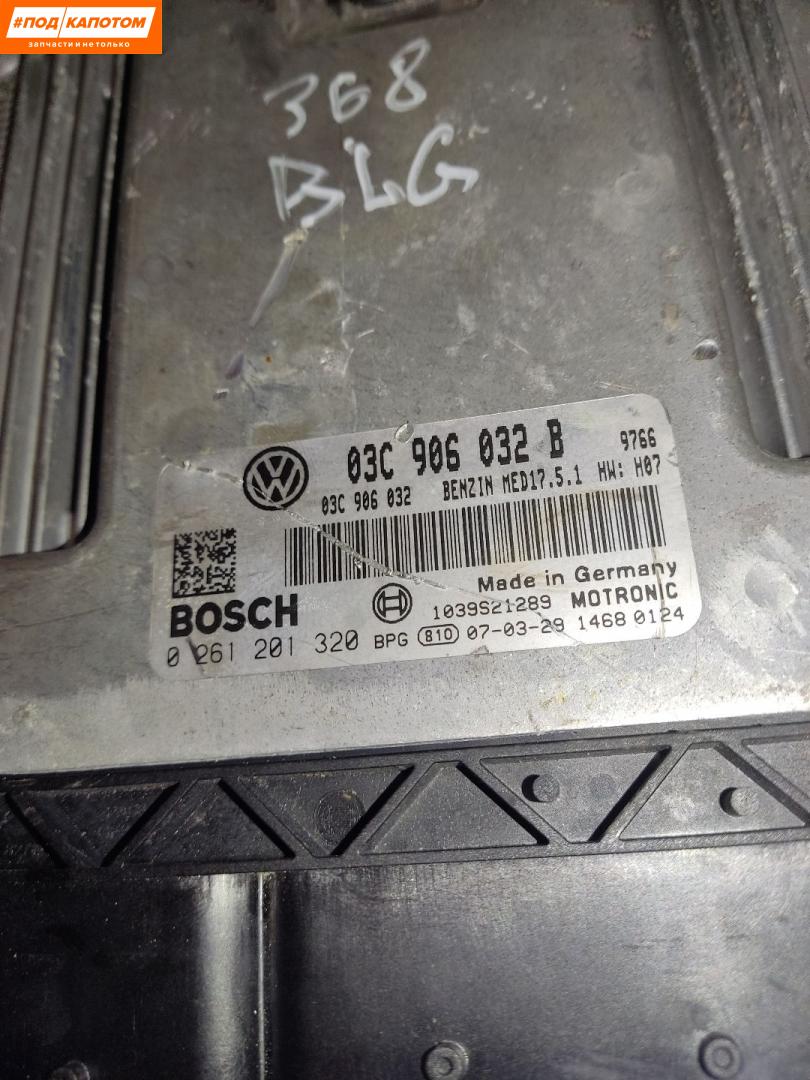 #ПОД КАПОТОМ
запчасти и не только
368
BLG
03C 906 032 B 9766
03C 906 032 BENZIN MED17.5.1 HW: H07
Made in Germany
BOSCH 1039S21289 MOTRONIC
0 261 201 320 BPG 810 07-03-29 1468 0124